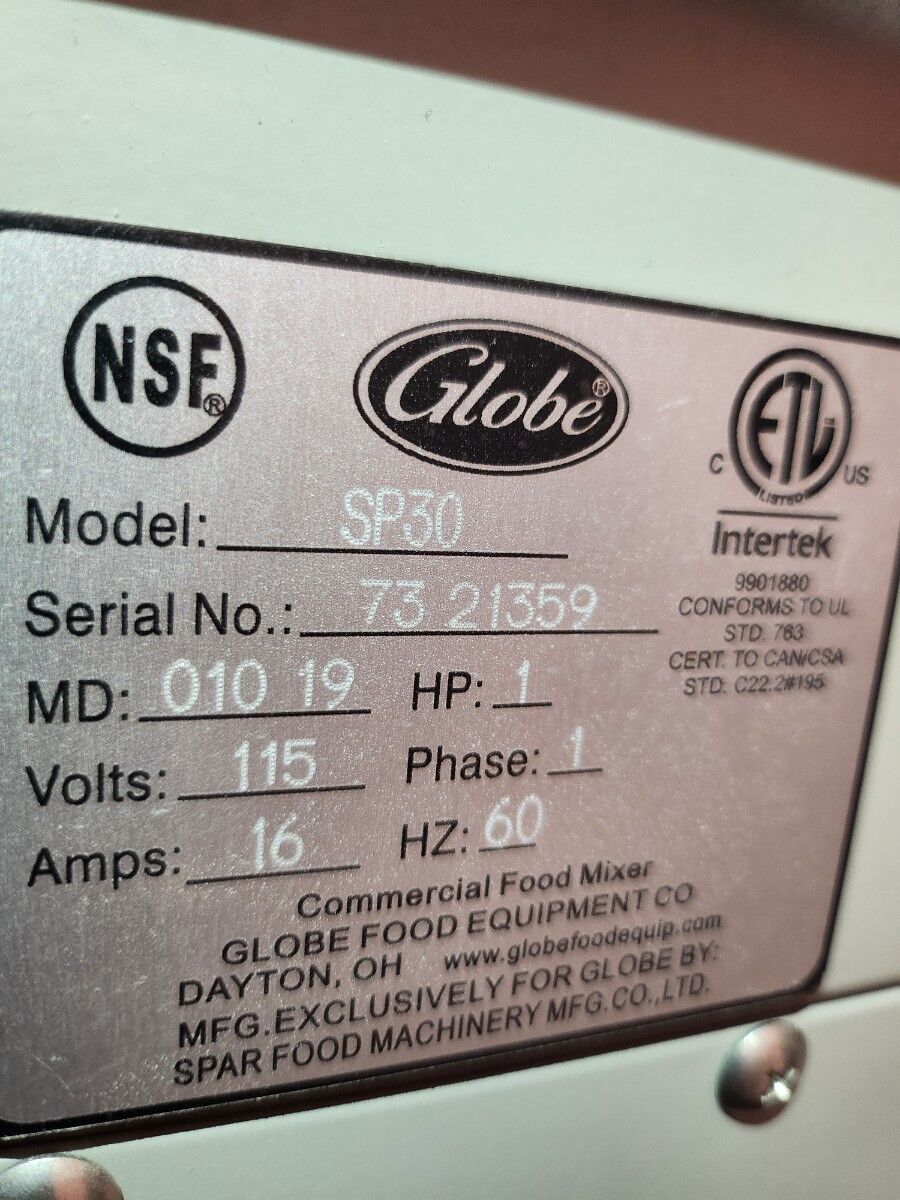 NSF®
Globe®
C ETL US
LISTED
Intertek
9901880
CONFORMS TO UL
STD. 763
CERT. TO CAN/CSA
STD. C22.2#195
Model: SP30
Serial No.: 73 21359
MD: 010 19 HP: 1
Volts: 115 Phase: 1
Amps: 16 HZ: 60
Commercial Food Mixer
GLOBE FOOD EQUIPMENT CO
DAYTON, OH www.globefoodequip.com
MFG.EXCLUSIVELY FOR GLOBE BY:
SPAR FOOD MACHINERY MFG.CO.,LTD.